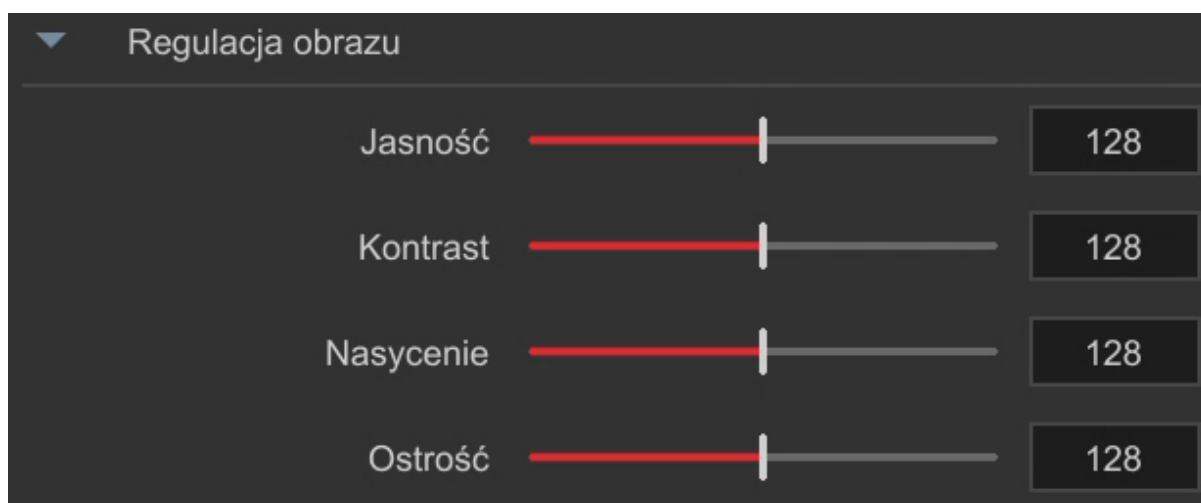 Regulacja obrazu
Jasność 128
Kontrast 128
Nasycenie 128
Ostrość 128